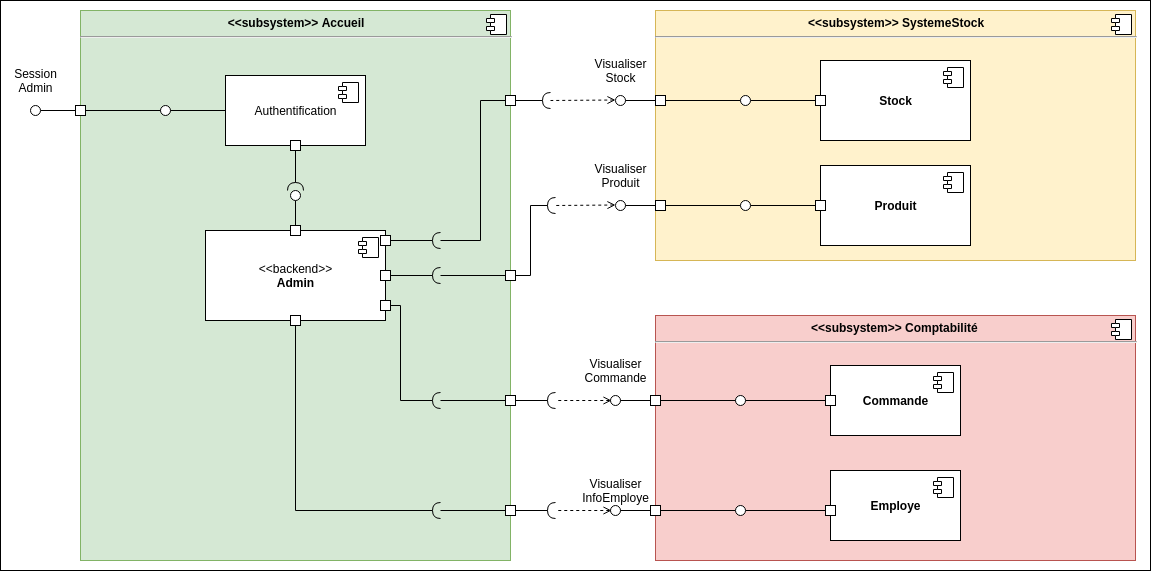 <<subsystem>> Accueil
Session
Admin
Authentification
<<backend>>
Admin
<<subsystem>> SystemeStock
Visualiser
Stock
Stock
Visualiser
Produit
Produit
<<subsystem>> Comptabilité
Visualiser
Commande
Commande
Visualiser
InfoEmploye
Employe